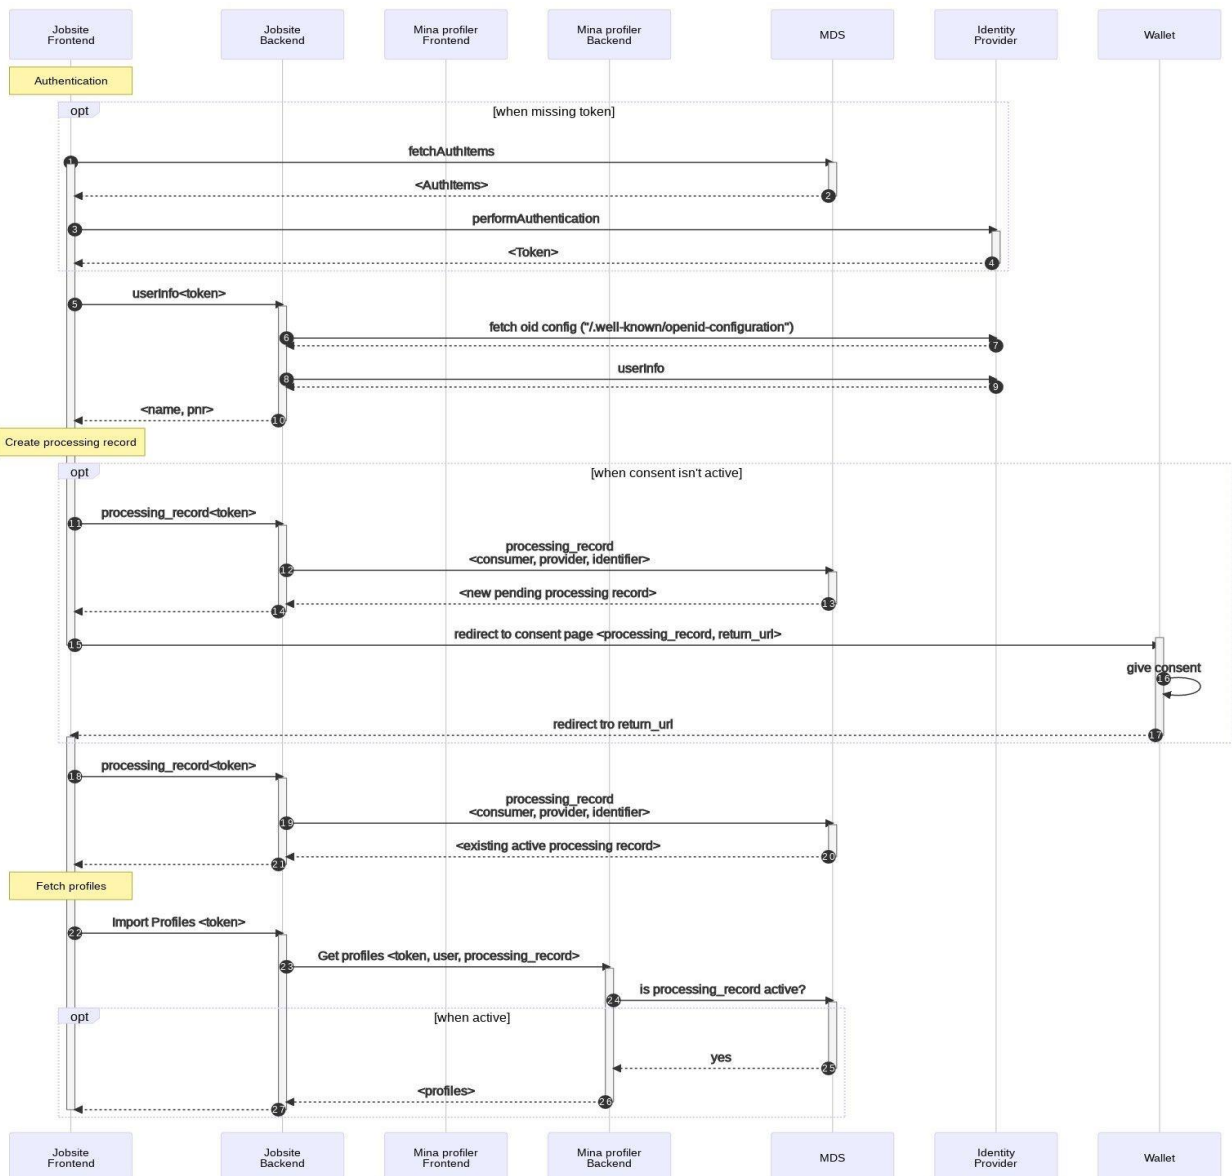 Jobsite
Frontend
Jobsite
Backend
Mina profiler
Frontend
Mina profiler
Backend
MDS
Identity
Provider
Wallet
Authentication
opt
[when missing token]
fetchAuthItems
1
<AuthItems>
2
performAuthentication
3
<Token>
4
userInfo<token>
5
fetch oid config ("/.well-known/openid-configuration")
6
7
userInfo
8
9
<name, pnr>
10
Create processing record
opt
[when consent isn't active]
processing_record<token>
11
processing_record
<consumer, provider, identifier>
12
<new pending processing record>
13
14
redirect to consent page <processing_record, return_url>
15
give consent
16
redirect tro return_url
17
processing_record<token>
18
processing_record
<consumer, provider, identifier>
19
<existing active processing record>
20
21
Fetch profiles
Import Profiles <token>
22
Get profiles <token, user, processing_record>
23
is processing_record active?
24
opt
[when active]
yes
25
<profiles>
26
27
Jobsite
Frontend
Jobsite
Backend
Mina profiler
Frontend
Mina profiler
Backend
MDS
Identity
Provider
Wallet